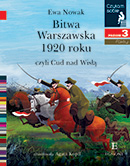 Czytam
sobie
poziom 3
Ewa Nowak
Bitwa
Warszawska
1920 roku
czyli Cud nad Wisłą